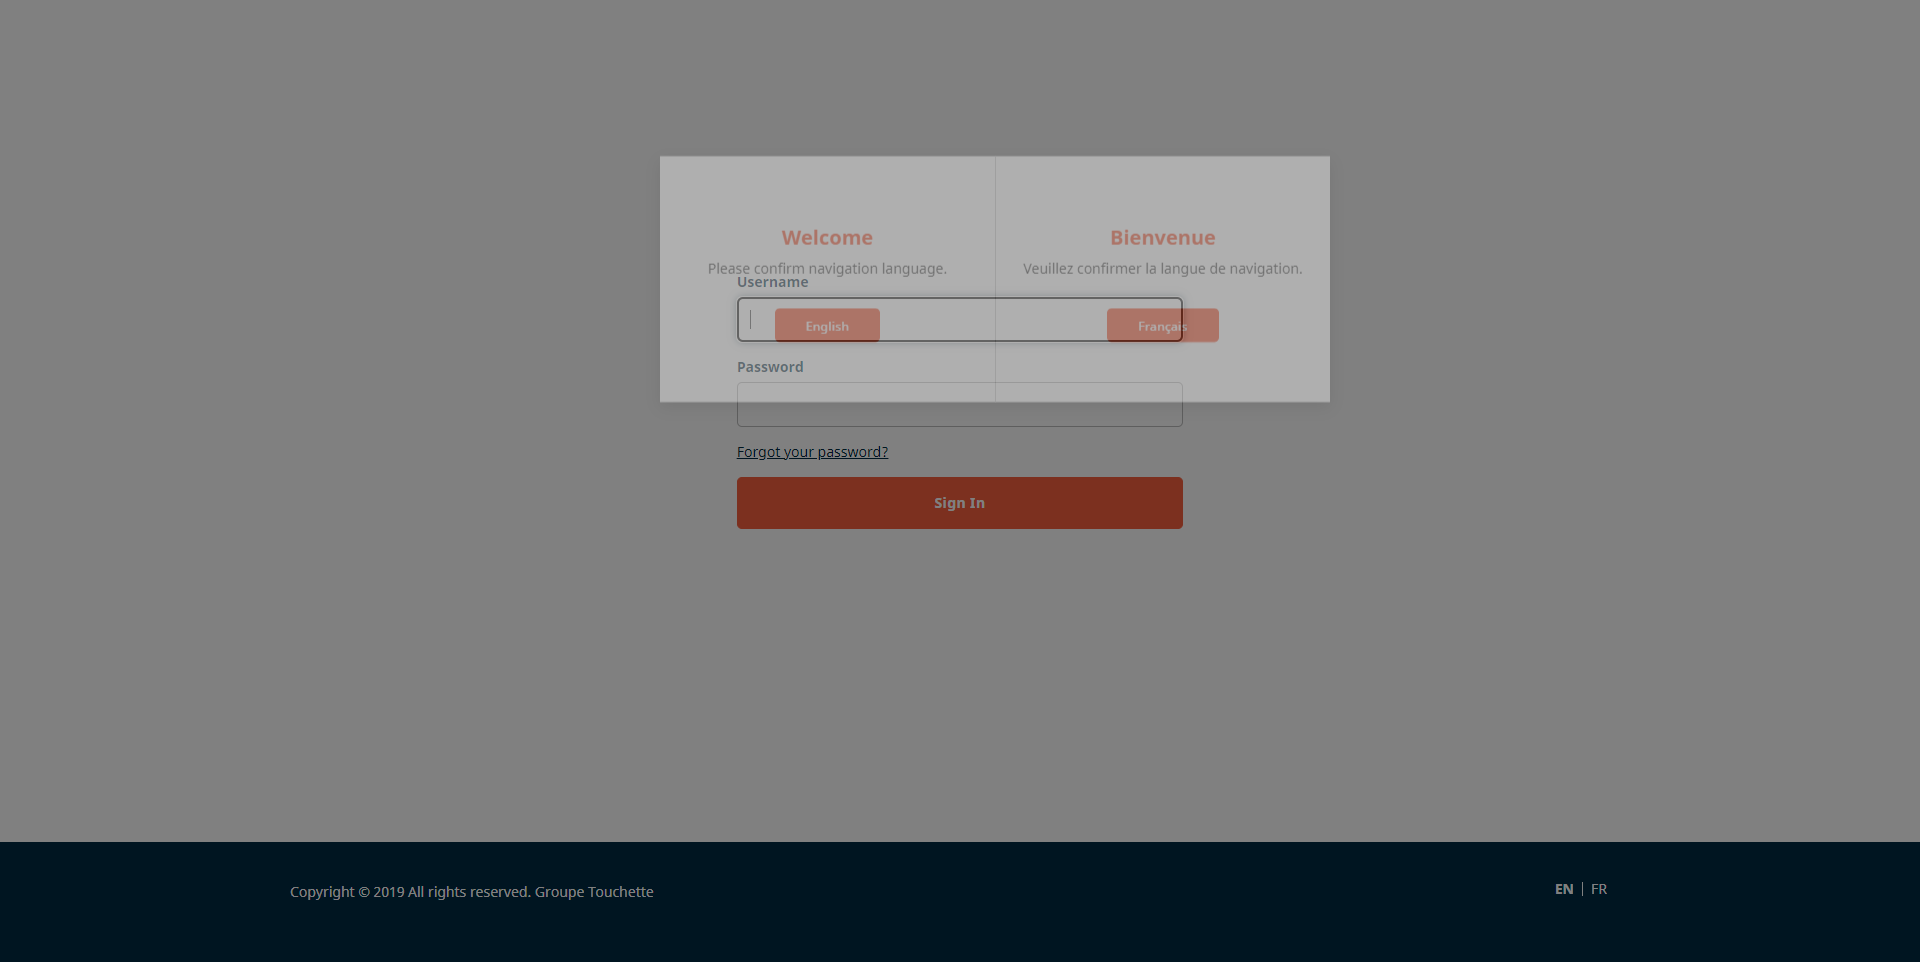 Welcome
Please confirm navigation language.
English
Bienvenue
Veuillez confirmer la langue de navigation.
Français
Username
Password
Forgot your password?
Sign In
Copyright © 2019 All rights reserved. Groupe Touchette
EN | FR